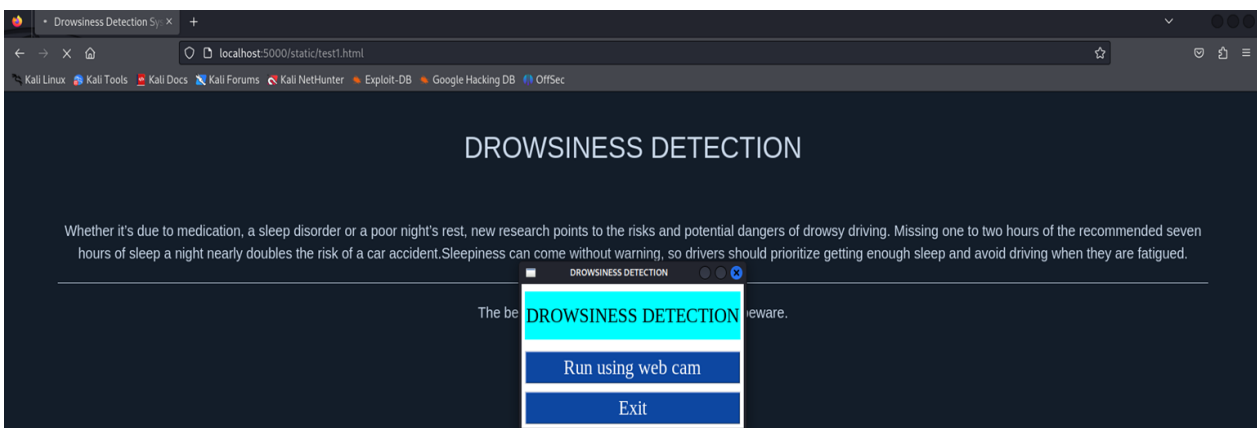 Drowsiness Detection Sys
localhost:5000/static/test1.html
Kali Linux Kali Tools Kali Docs Kali Forums Kali NetHunter Exploit-DB Google Hacking DB OffSec
DROWSINESS DETECTION
Whether it's due to medication, a sleep disorder or a poor night's rest, new research points to the risks and potential dangers of drowsy driving. Missing one to two hours of the recommended seven
hours of sleep a night nearly doubles the risk of a car accident.Sleepiness can come without warning, so drivers should prioritize getting enough sleep and avoid driving when they are fatigued.
DROWSINESS DETECTION
The be
eware.
DROWSINESS DETECTION
Run using web cam
Exit